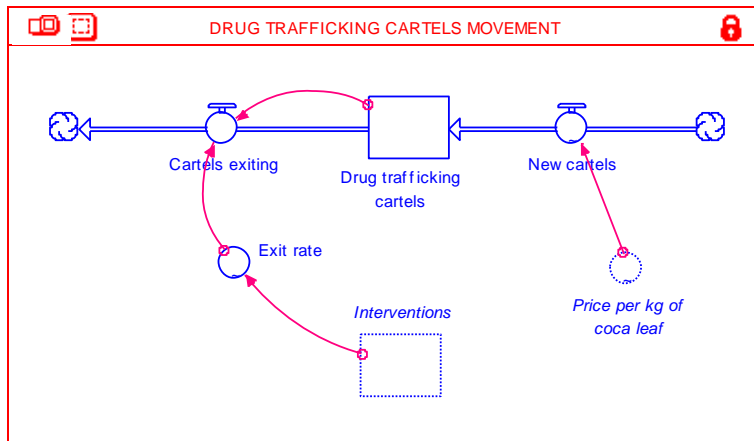 DRUG TRAFFICKING CARTELS MOVEMENT
Cartels exiting
Drug trafficking
cartels
New cartels
Exit rate
Interventions
Price per kg of
coca leaf